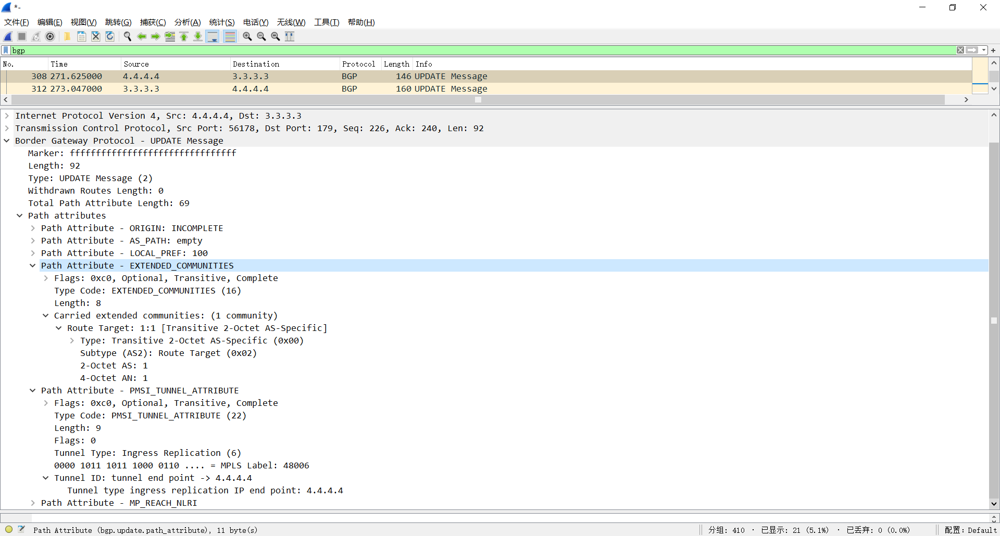 *-
文件(F) 编辑(E) 视图(V) 跳转(G) 捕获(C) 分析(A) 统计(S) 电话(Y) 无线(W) 工具(T) 帮助(H)
bgp
No. Time Source Destination Protocol Length Info
308 271.625000 4.4.4.4 3.3.3.3 BGP 146 UPDATE Message
312 273.047000 3.3.3.3 4.4.4.4 BGP 160 UPDATE Message
Internet Protocol Version 4, Src: 4.4.4.4, Dst: 3.3.3.3
Transmission Control Protocol, Src Port: 56178, Dst Port: 179, Seq: 226, Ack: 240, Len: 92
Border Gateway Protocol - UPDATE Message
Marker: ffffffffffffffffffffffffffffffff
Length: 92
Type: UPDATE Message (2)
Withdrawn Routes Length: 0
Total Path Attribute Length: 69
Path attributes
Path Attribute - ORIGIN: INCOMPLETE
Path Attribute - AS_PATH: empty
Path Attribute - LOCAL_PREF: 100
Path Attribute - EXTENDED_COMMUNITIES
Flags: 0xc0, Optional, Transitive, Complete
Type Code: EXTENDED_COMMUNITIES (16)
Length: 8
Carried extended communities: (1 community)
Route Target: 1:1 [Transitive 2-Octet AS-Specific]
Type: Transitive 2-Octet AS-Specific (0x00)
Subtype (AS2): Route Target (0x02)
2-Octet AS: 1
4-Octet AN: 1
Path Attribute - PMSI_TUNNEL_ATTRIBUTE
Flags: 0xc0, Optional, Transitive, Complete
Type Code: PMSI_TUNNEL_ATTRIBUTE (22)
Length: 9
Flags: 0
Tunnel Type: Ingress Replication (6)
0000 1011 1011 1000 0110 .... = MPLS Label: 48006
Tunnel ID: tunnel end point -> 4.4.4.4
Tunnel type ingress replication IP end point: 4.4.4.4
Path Attribute - MP_REACH_NLRI
Path Attribute (bgp.update.path_attribute), 11 byte(s) 分组: 410 · 已显示: 21 (5.1%) · 已丢弃: 0 (0.0%) 配置: Default